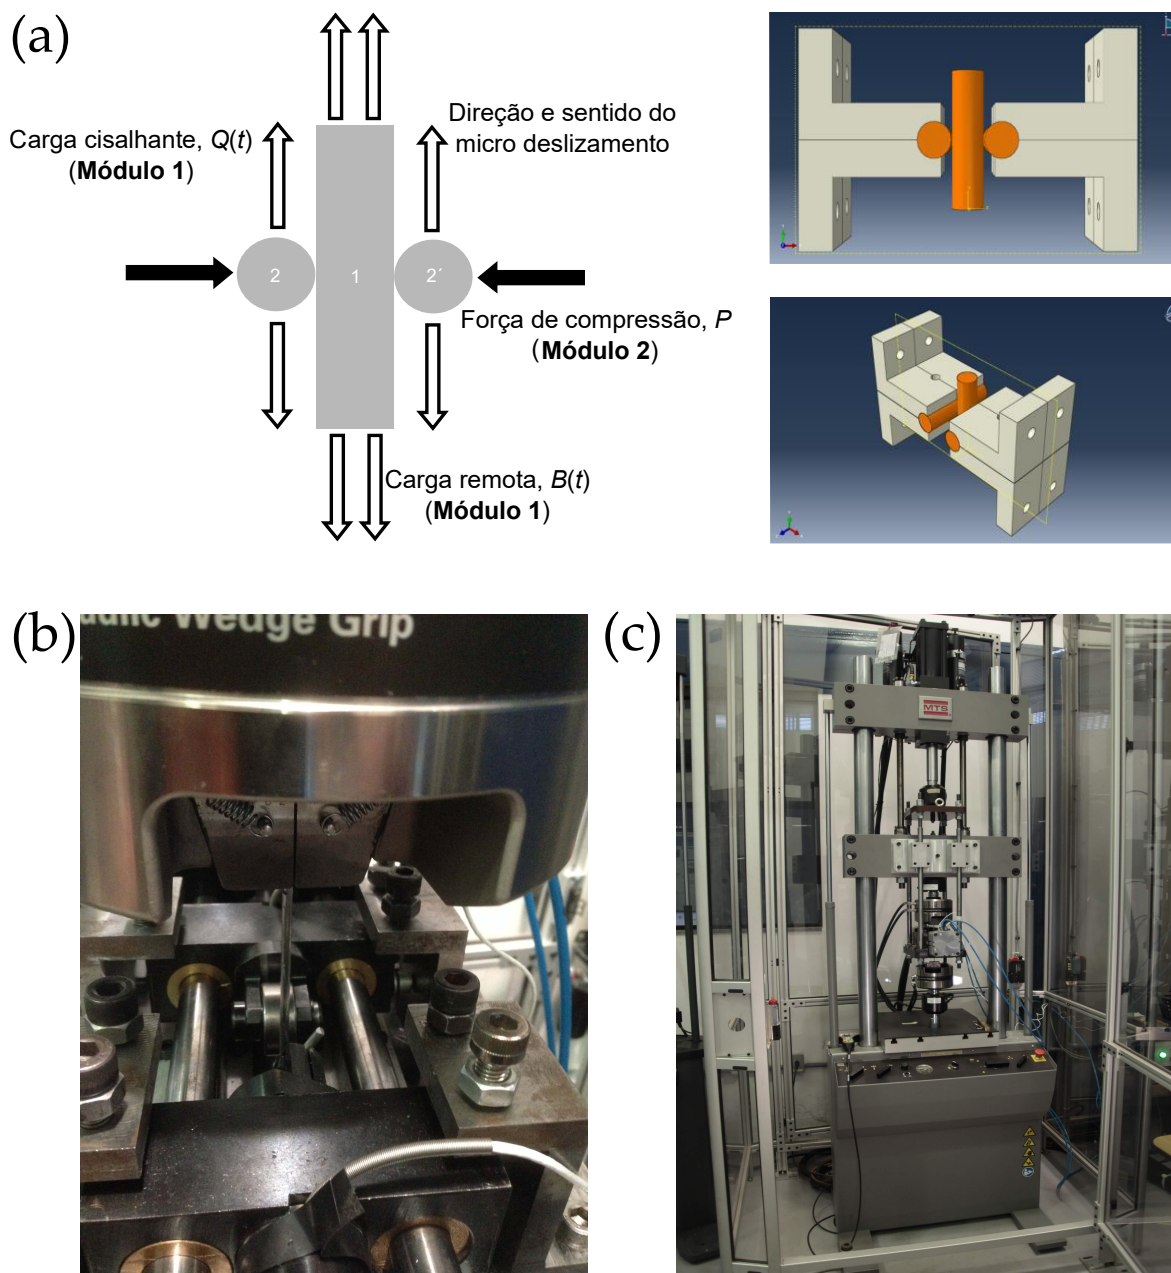 (a)
Carga cisalhante, Q(t)
(Módulo 1)
Direção e sentido do
micro deslizamento
2
1
2´
Força de compressão, P
(Módulo 2)
Carga remota, B(t)
(Módulo 1)
(b)
Wedge Grip
(c)
MTS